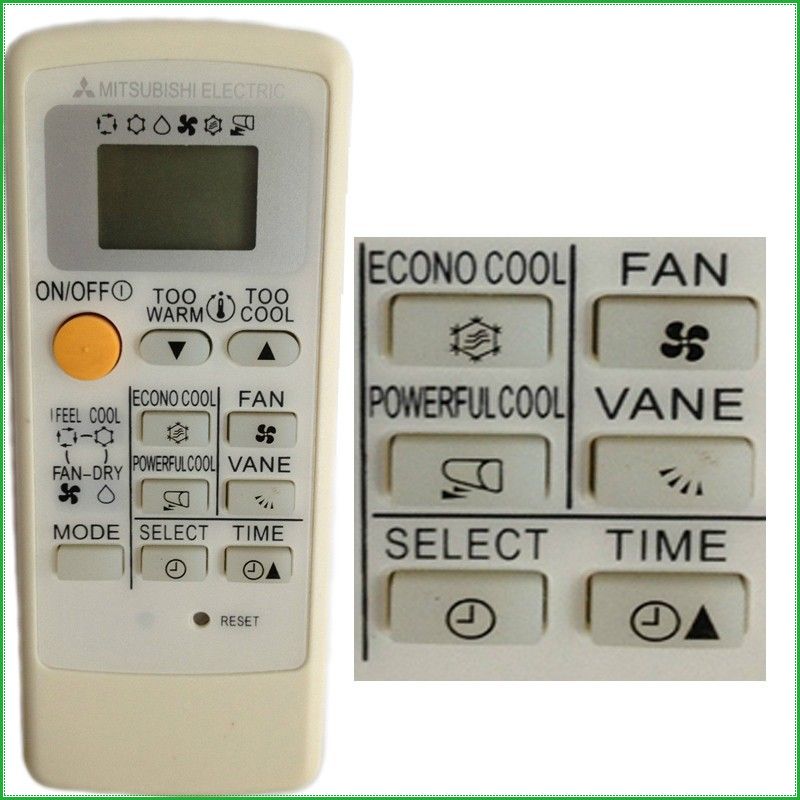 MITSUBISHI ELECTRIC
ON/OFF
TOO WARM
TOO COOL
ECONO COOL
FAN
I FEEL COOL
FAN-DRY
POWERFUL COOL
VANE
MODE
SELECT
TIME
RESET
ECONO COOL
FAN
POWERFUL COOL
VANE
SELECT
TIME